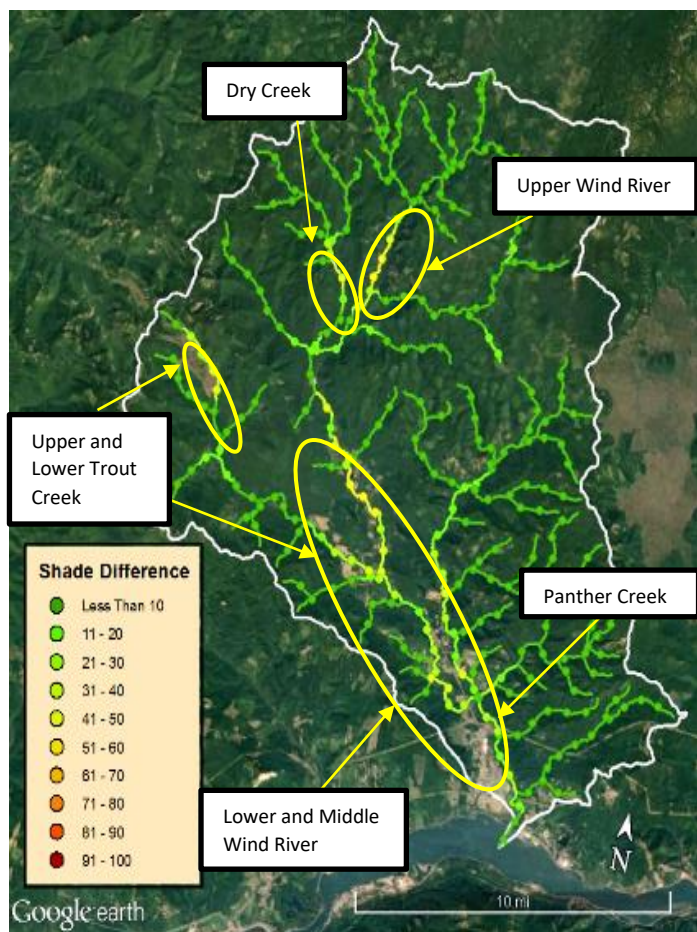 Dry Creek
Upper Wind River
Upper and
Lower Trout
Creek
Shade Difference
Less Than 10
11 - 20
21 - 30
31 - 40
41 - 50
51 - 60
61 - 70
71 - 80
81 - 90
91 - 100
Panther Creek
Lower and Middle
Wind River
N
10 mi
Google earth